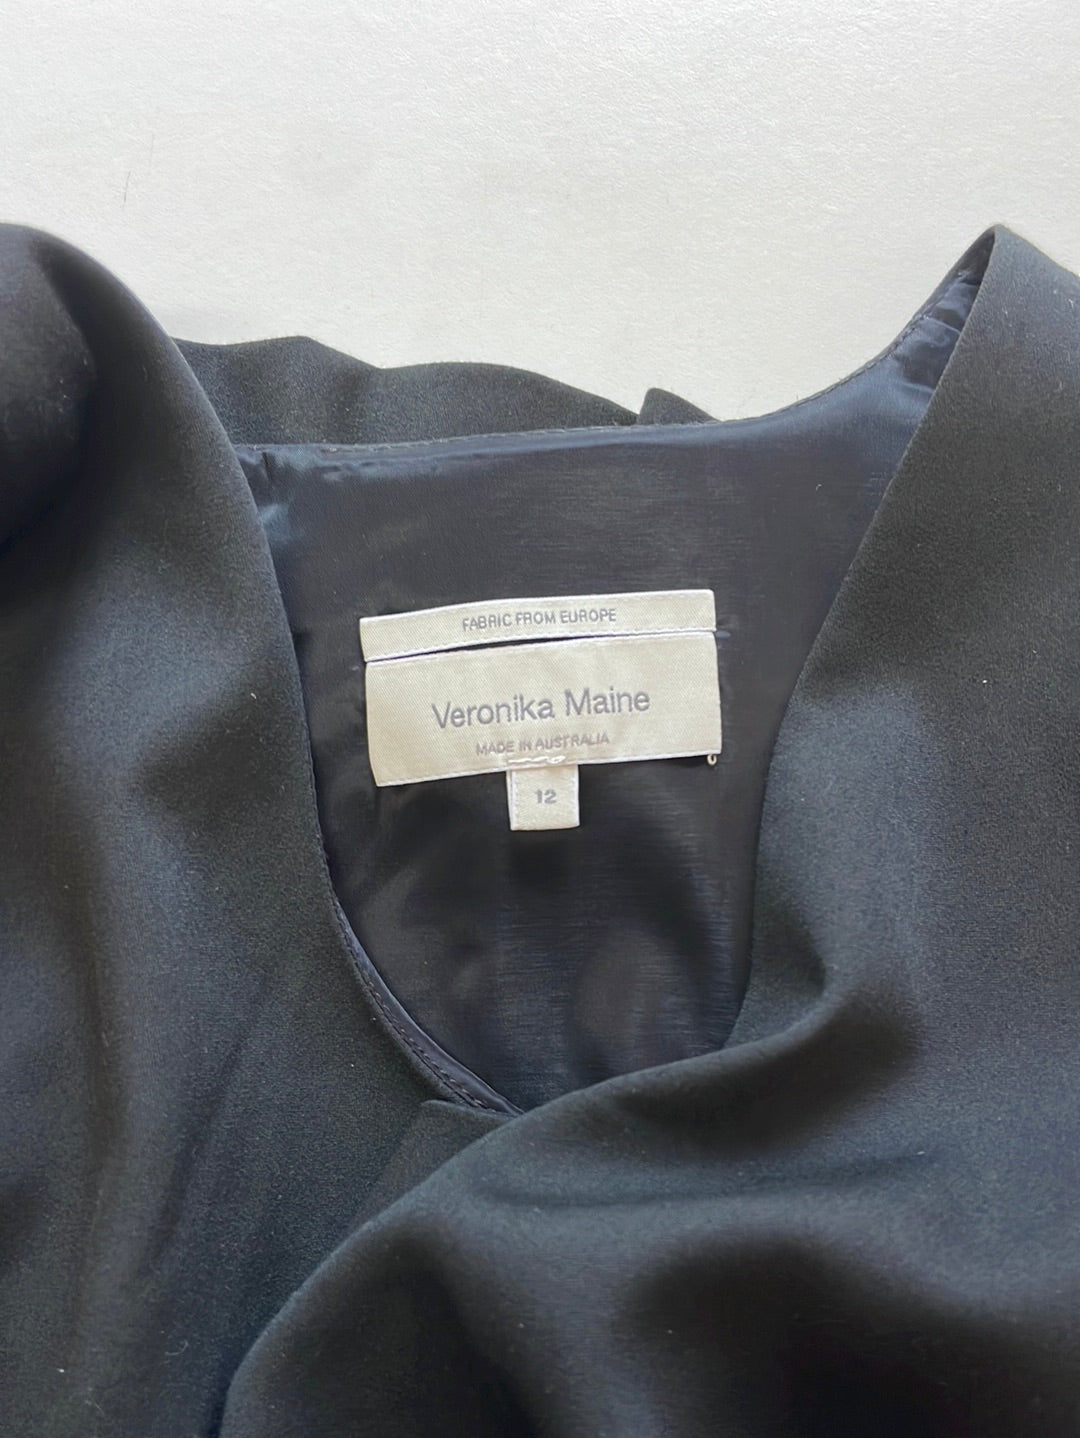 FABRIC FROM EUROPE
Veronika Maine
MADE IN AUSTRALIA
12